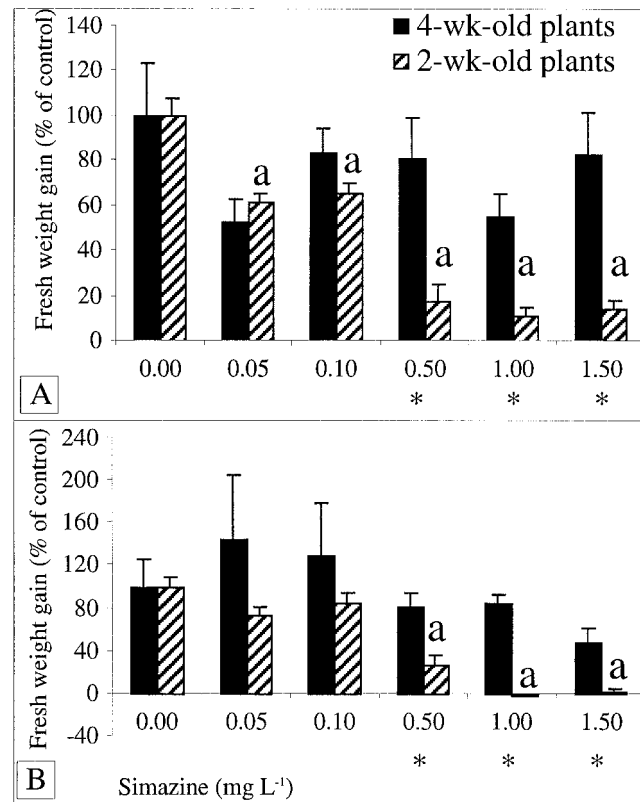 140
120
100
80
60
40
20
0
Fresh weight gain (% of control)
4-wk-old plants
2-wk-old plants
a a a a a
0.00 0.05 0.10 0.50 1.00 1.50
* * *
A
240
200
160
120
80
40
0
-40
Fresh weight gain (% of control)
a a a
0.00 0.05 0.10 0.50 1.00 1.50
* * *
B
Simazine (mg L⁻¹)